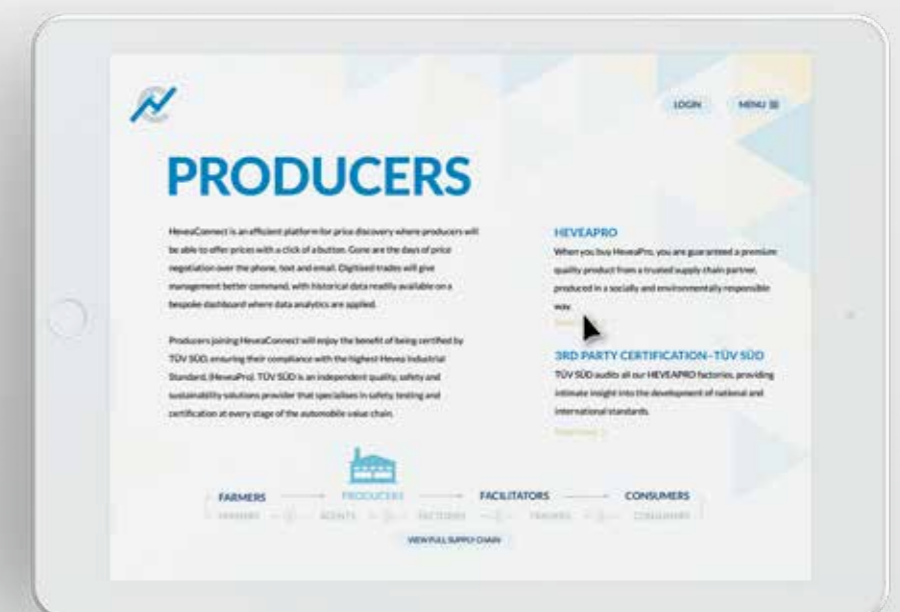 LOGIN
MENU
PRODUCERS
HeveaConnect is an efficient platform for price discovery where producers will
be able to offer prices with a click of a button. Gone are the days of price
negotiation over the phone, text and email. Digitised trades will give
management better command, with historical data readily available on a
bespoke dashboard where data analytics are applied.
Producers joining HeveaConnect will enjoy the benefit of being certified by
TÜV SÜD, ensuring their compliance with the highest Hevea Industrial
Standard, (HeveaPro). TÜV SÜD is an independent quality, safety and
sustainability solutions provider that specialises in safety, testing and
certification at every stage of the automobile value chain.
HEVEAPRO
When you buy HeveaPro, you are guaranteed a premium
quality product from a trusted supply chain partner,
produced in a socially and environmentally responsible
way.
3RD PARTY CERTIFICATION - TÜV SÜD
TÜV SÜD audits all our HEVEAPRO factories, providing
intimate insight into the development of national and
international standards.
FARMERS PRODUCERS FACILITATORS CONSUMERS
FARMERS AGENTS FACTORIES TRADERS CONSUMERS
VIEW FULL SUPPLY CHAIN